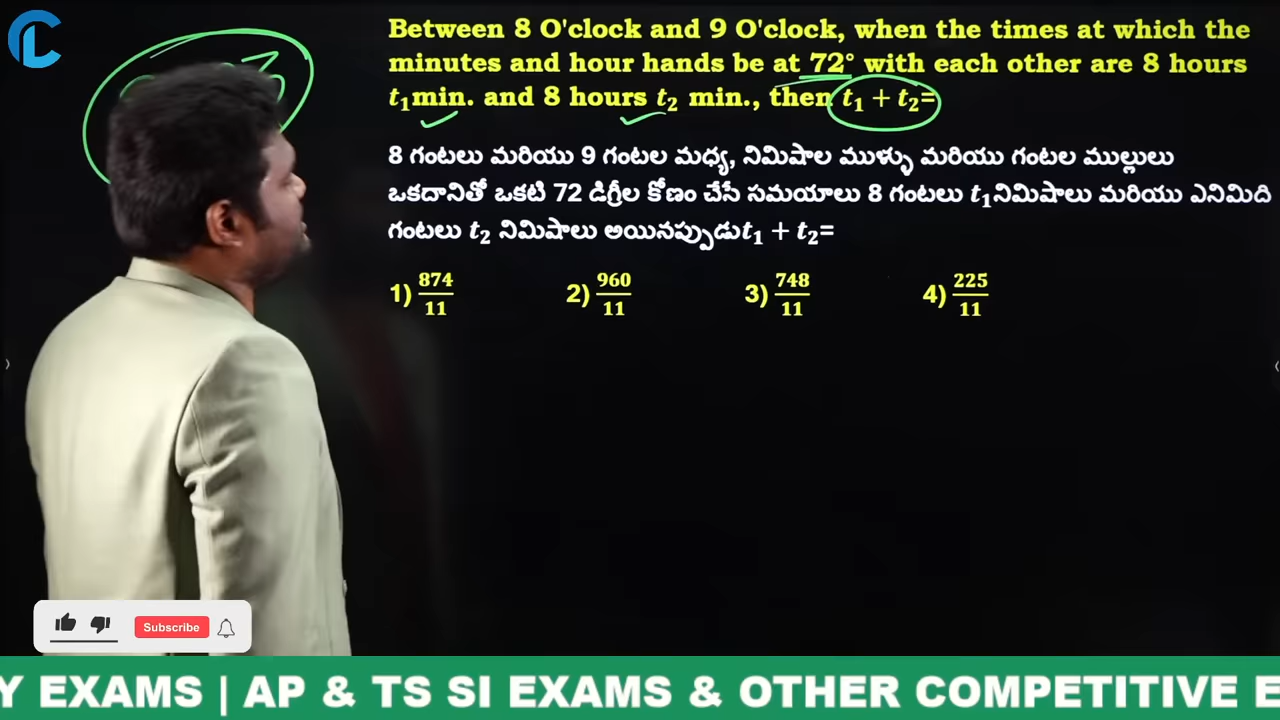 Between 8 O'clock and 9 O'clock, when the times at which the
minutes and hour hands be at 72° with each other are 8 hours
t₁min. and 8 hours t₂ min., then t₁ + t₂=
8 గంటలు మరియు 9 గంటల మధ్య, నిమిషాల ముళ్ళు మరియు గంటల ముల్లులు
ఒకదానితో ఒకటి 72 డిగ్రీల కోణం చేసే సమయాలు 8 గంటలు t₁నిమిషాలు మరియు ఎనిమిది
గంటలు t₂ నిమిషాలు అయినప్పుడుt₁ + t₂=
1) 874/11 2) 960/11 3) 748/11 4) 225/11
Subscribe
Y EXAMS | AP & TS SI EXAMS & OTHER COMPETITIVE E